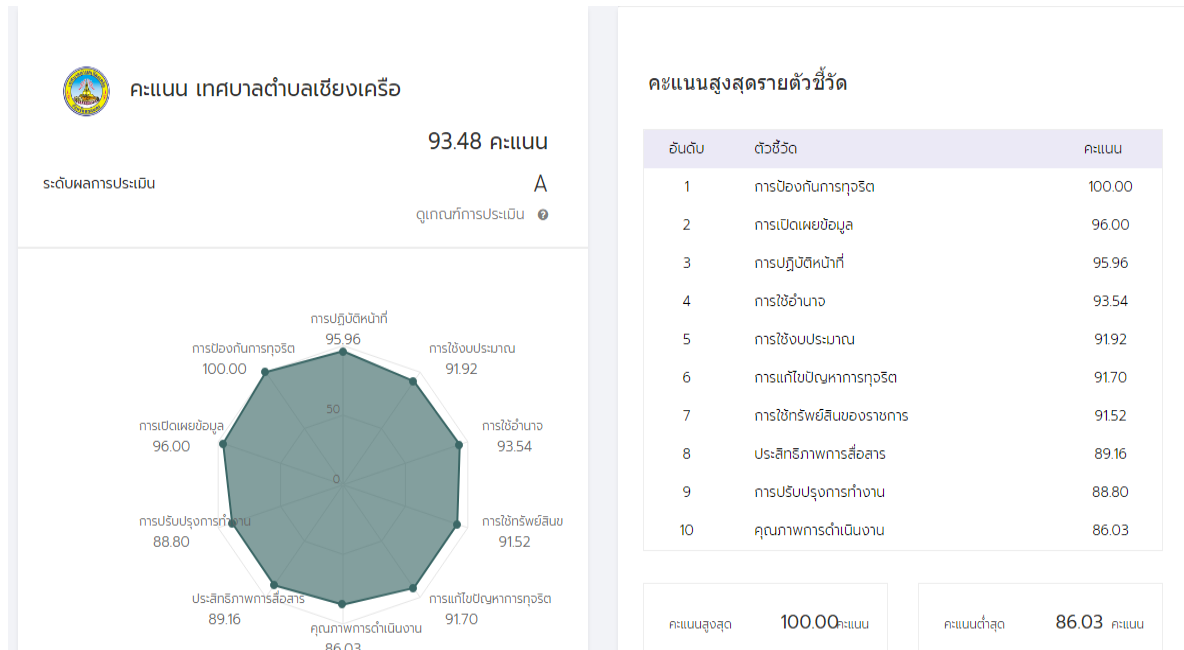 คะแนน เทศบาลตำบลเชียงเครือ
93.48 คะแนน
ระดับผลการประเมิน A
ดูเกณฑ์การประเมิน
การปฏิบัติหน้าที่
95.96
การป้องกันการทุจริต
100.00
การใช้งบประมาณ
91.92
50
การเปิดเผยข้อมูล
96.00
การใช้อำนาจ
93.54
0
การปรับปรุงการทำงาน
88.80
การใช้ทรัพย์สินข
91.52
ประสิทธิภาพการสื่อสาร
89.16
การแก้ไขปัญหาการทุจริต
91.70
คุณภาพการดำเนินงาน
86.03
คะแนนสูงสุดรายตัวชี้วัด
อันดับ ตัวชี้วัด คะแนน
1 การป้องกันการทุจริต 100.00
2 การเปิดเผยข้อมูล 96.00
3 การปฏิบัติหน้าที่ 95.96
4 การใช้อำนาจ 93.54
5 การใช้งบประมาณ 91.92
6 การแก้ไขปัญหาการทุจริต 91.70
7 การใช้ทรัพย์สินของราชการ 91.52
8 ประสิทธิภาพการสื่อสาร 89.16
9 การปรับปรุงการทำงาน 88.80
10 คุณภาพการดำเนินงาน 86.03
คะแนนสูงสุด 100.00 คะแนน
คะแนนต่ำสุด 86.03 คะแนน